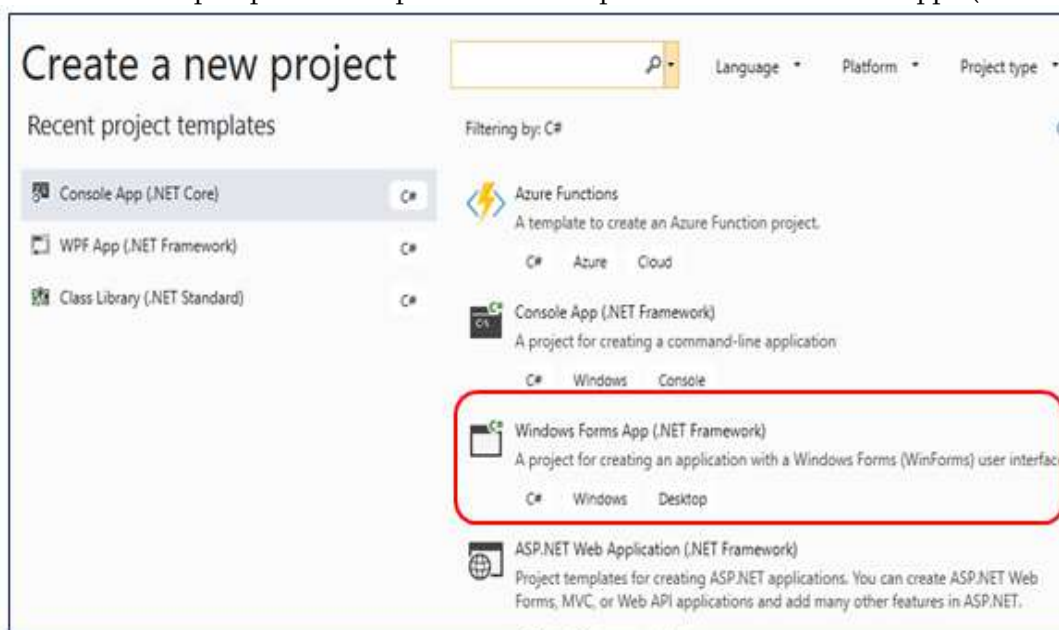 Create a new project
Language
Platform
Project type
Recent project templates
Filtering by: C#
Console App (.NET Core)
C#
WPF App (.NET Framework)
C#
Class Library (.NET Standard)
C#
Azure Functions
A template to create an Azure Function project.
C# Azure Cloud
Console App (.NET Framework)
A project for creating a command-line application
C# Windows Console
Windows Forms App (.NET Framework)
A project for creating an application with a Windows Forms (WinForms) user interface
C# Windows Desktop
ASP.NET Web Application (.NET Framework)
Project templates for creating ASP.NET applications. You can create ASP.NET Web
Forms, MVC, or Web API applications and add many other features in ASP.NET.